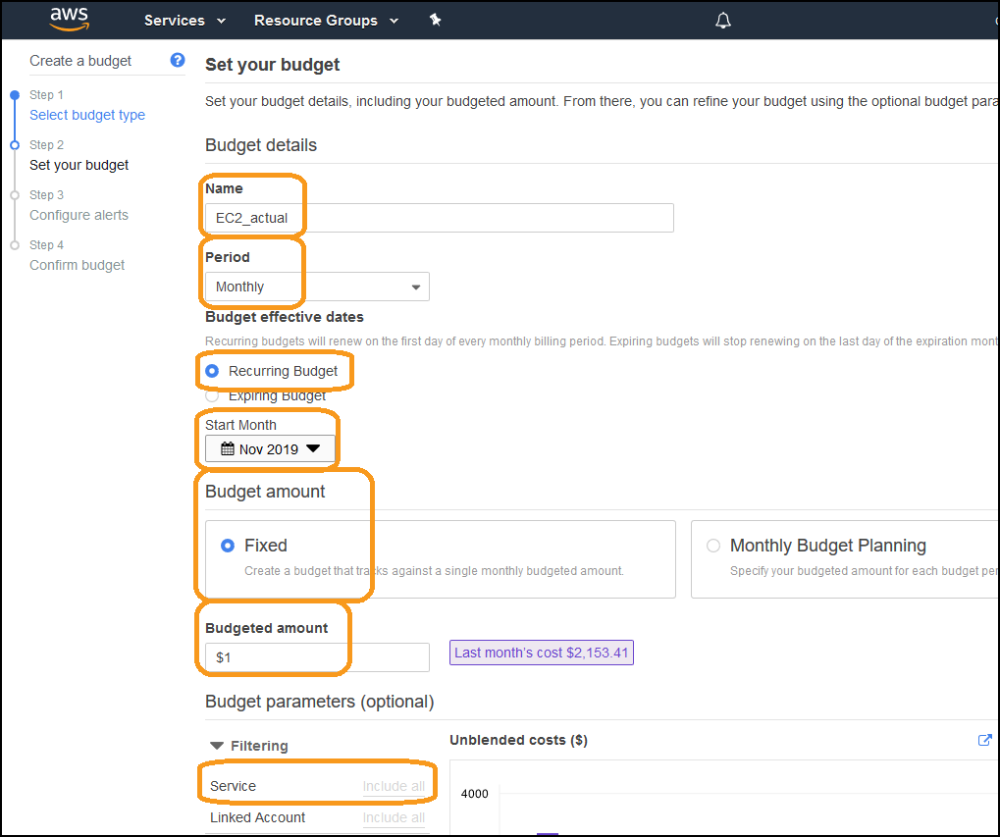 aws Services Resource Groups
Create a budget ?
Step 1
Select budget type
Step 2
Set your budget
Step 3
Configure alerts
Step 4
Confirm budget
Set your budget
Set your budget details, including your budgeted amount. From there, you can refine your budget using the optional budget para
Budget details
Name
EC2_actual
Period
Monthly
Budget effective dates
Recurring budgets will renew on the first day of every monthly billing period. Expiring budgets will stop renewing on the last day of the expiration mont
Recurring Budget
Expiring Budget
Start Month
Nov 2019
Budget amount
Fixed
Create a budget that tracks against a single monthly budgeted amount.
Monthly Budget Planning
Specify your budgeted amount for each budget per
Budgeted amount
$1
Last month's cost $2,153.41
Budget parameters (optional)
Filtering
Service Include all
Linked Account Include all
Unblended costs ($)
4000